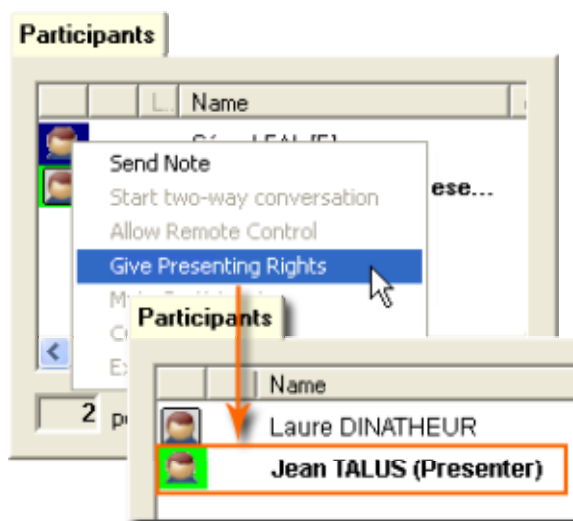 Participants
L.. Name
Send Note
Start two-way conversation
ese...
Allow Remote Control
Give Presenting Rights
Participants
2
Name
Laure DINATHEUR
Jean TALUS (Presenter)